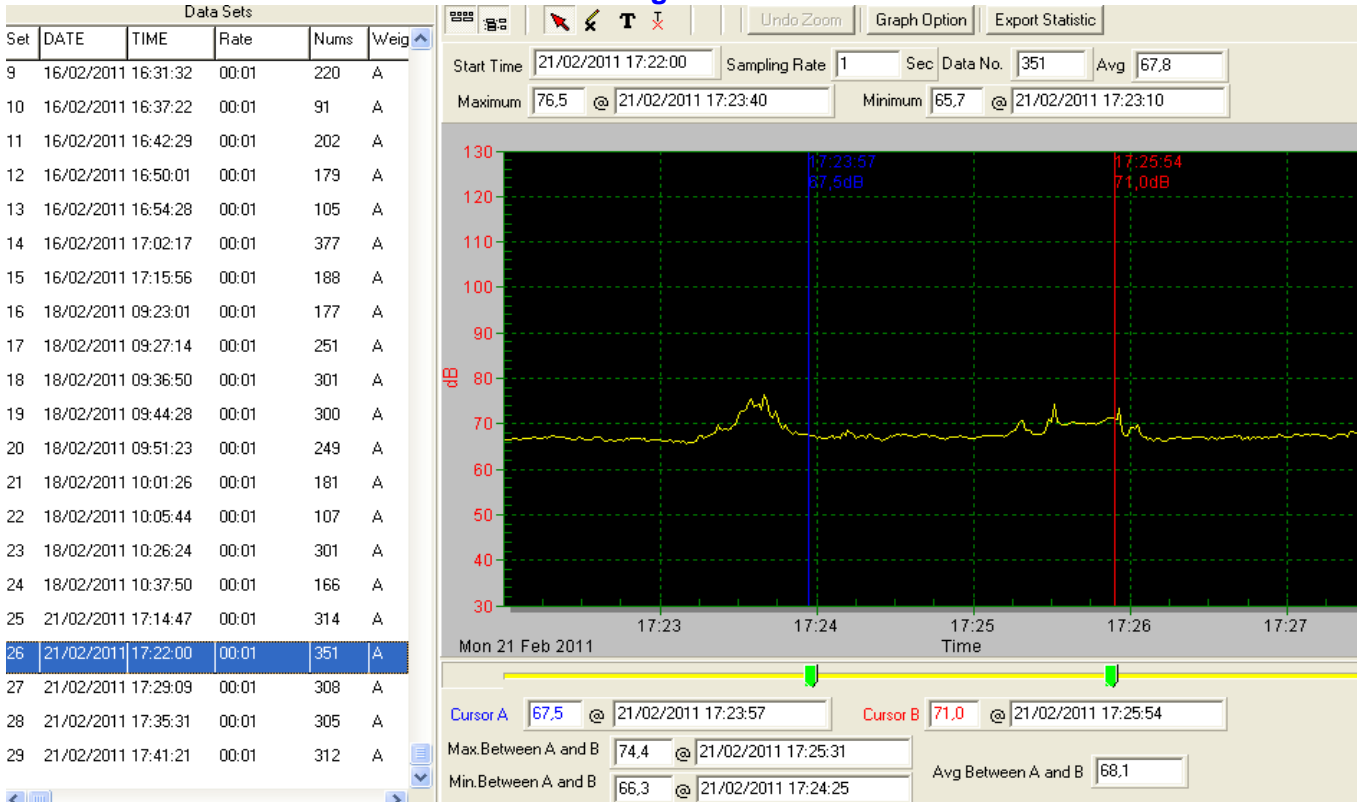 Data Sets
Set DATE TIME Rate Nums Weig
9 16/02/2011 16:31:32 00:01 220 A
10 16/02/2011 16:37:22 00:01 91 A
11 16/02/2011 16:42:29 00:01 202 A
12 16/02/2011 16:50:01 00:01 179 A
13 16/02/2011 16:54:28 00:01 105 A
14 16/02/2011 17:02:17 00:01 377 A
15 16/02/2011 17:15:56 00:01 188 A
16 18/02/2011 09:23:01 00:01 177 A
17 18/02/2011 09:27:14 00:01 251 A
18 18/02/2011 09:36:50 00:01 301 A
19 18/02/2011 09:44:28 00:01 300 A
20 18/02/2011 09:51:23 00:01 249 A
21 18/02/2011 10:01:26 00:01 181 A
22 18/02/2011 10:05:44 00:01 107 A
23 18/02/2011 10:26:24 00:01 301 A
24 18/02/2011 10:37:50 00:01 166 A
25 21/02/2011 17:14:47 00:01 314 A
26 21/02/2011 17:22:00 00:01 351 A
27 21/02/2011 17:29:09 00:01 308 A
28 21/02/2011 17:35:31 00:01 305 A
29 21/02/2011 17:41:21 00:01 312 A
T T Undo Zoom Graph Option Export Statistic
Start Time 21/02/2011 17:22:00 Sampling Rate 1 Sec Data No. 351 Avg 67,8
Maximum 76,5 @ 21/02/2011 17:23:40 Minimum 65,7 @ 21/02/2011 17:23:10
17:23:57 17:25:54
67,5dB 71,0dB
130
120
110
100
90
dB 80
70
60
50
40
30
17:23 17:24 17:25 17:26 17:27
Mon 21 Feb 2011 Time
Cursor A 67,5 @ 21/02/2011 17:23:57 Cursor B 71,0 @ 21/02/2011 17:25:54
Max.Between A and B 74,4 @ 21/02/2011 17:25:31
Min.Between A and B 66,3 @ 21/02/2011 17:24:25
Avg Between A and B 68,1